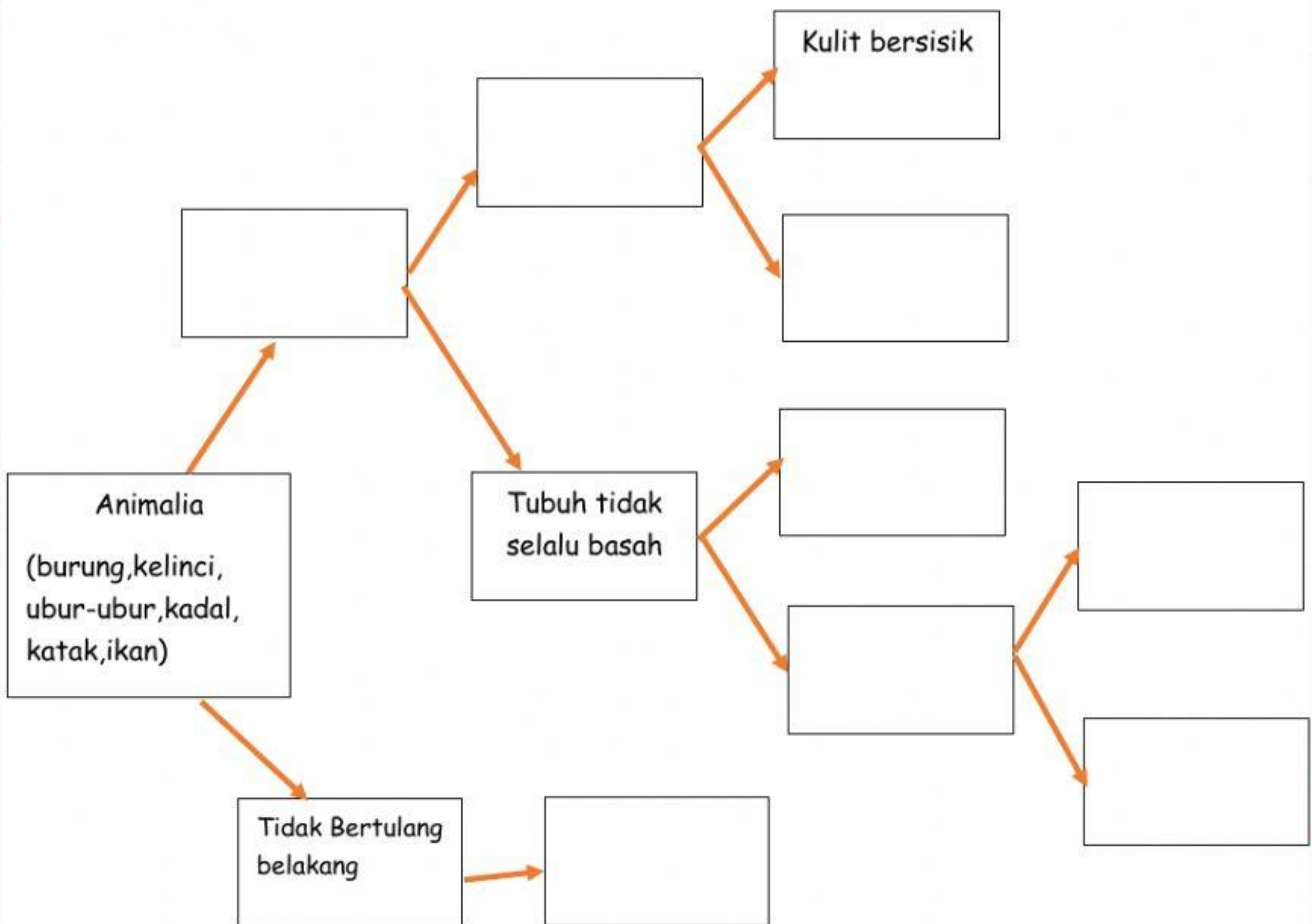 Kulit bersisik
Animalia
(burung,kelinci,
ubur-ubur,kadal,
katak,ikan)
Tubuh tidak
selalu basah
Tidak Bertulang
belakang